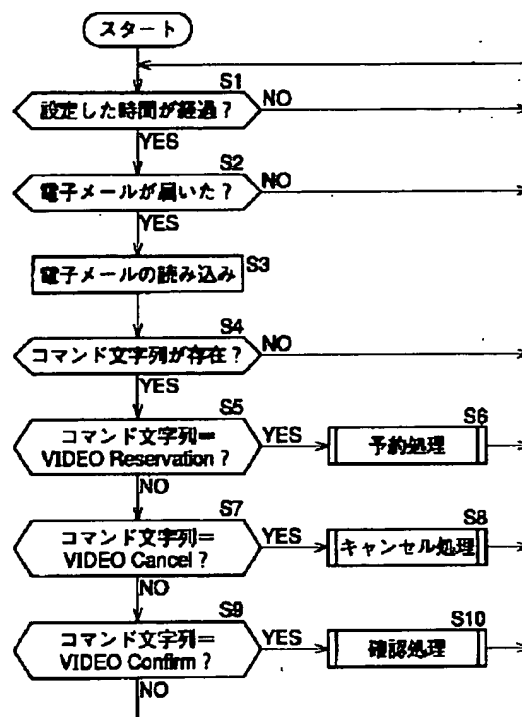 スタート
S1
設定した時間が経過?
NO
YES
S2
電子メールが届いた?
NO
YES
S3
電子メールの読み込み
S4
コマンド文字列が存在?
NO
YES
S5
コマンド文字列=
VIDEO Reservation?
YES
S6
予約処理
NO
S7
コマンド文字列=
VIDEO Cancel?
YES
S8
キャンセル処理
NO
S9
コマンド文字列=
VIDEO Confirm?
YES
S10
確認処理
NO